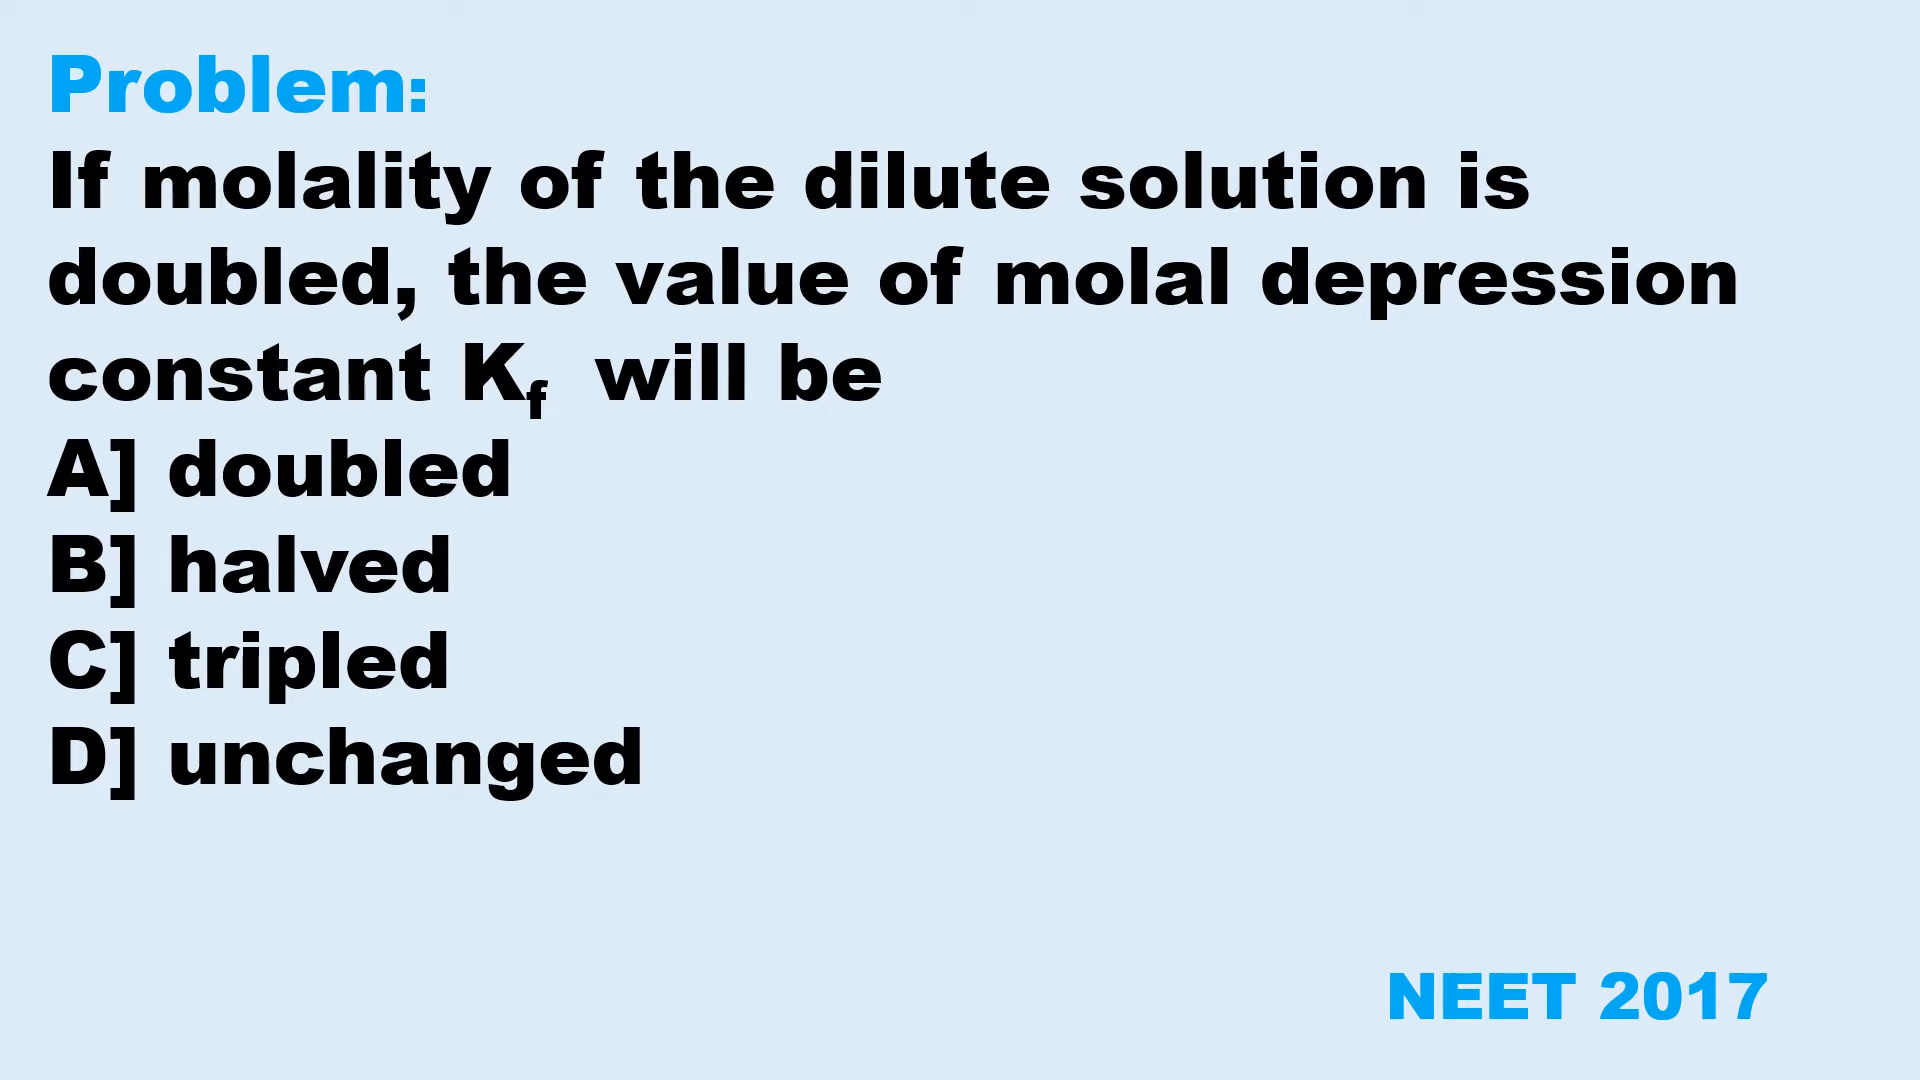 Problem:
If molality of the dilute solution is
doubled, the value of molal depression
constant Kf will be
A] doubled
B] halved
C] tripled
D] unchanged
NEET 2017